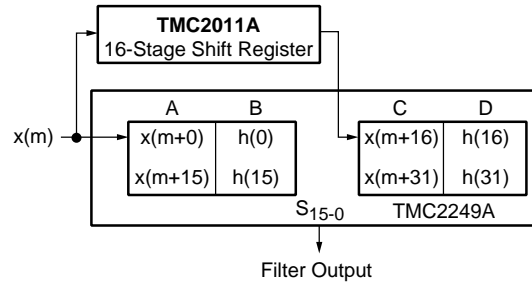 TMC2011A
16-Stage Shift Register
A B C D
x(m) x(m+0) h(0) x(m+16) h(16)
x(m+15) h(15) x(m+31) h(31)
S15-0 TMC2249A
Filter Output